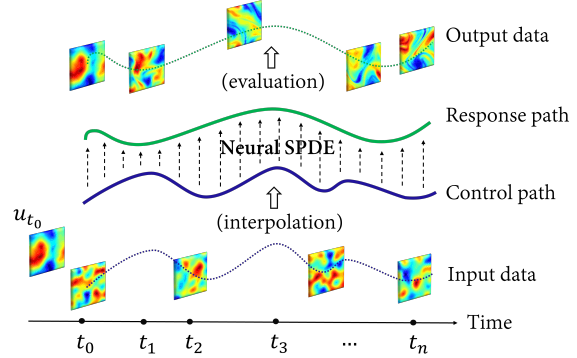 Output data
(evaluation)
Response path
Neural SPDE
Control path
(interpolation)
u_{t_0}
Input data
Time
t_0 t_1 t_2 t_3 ... t_n